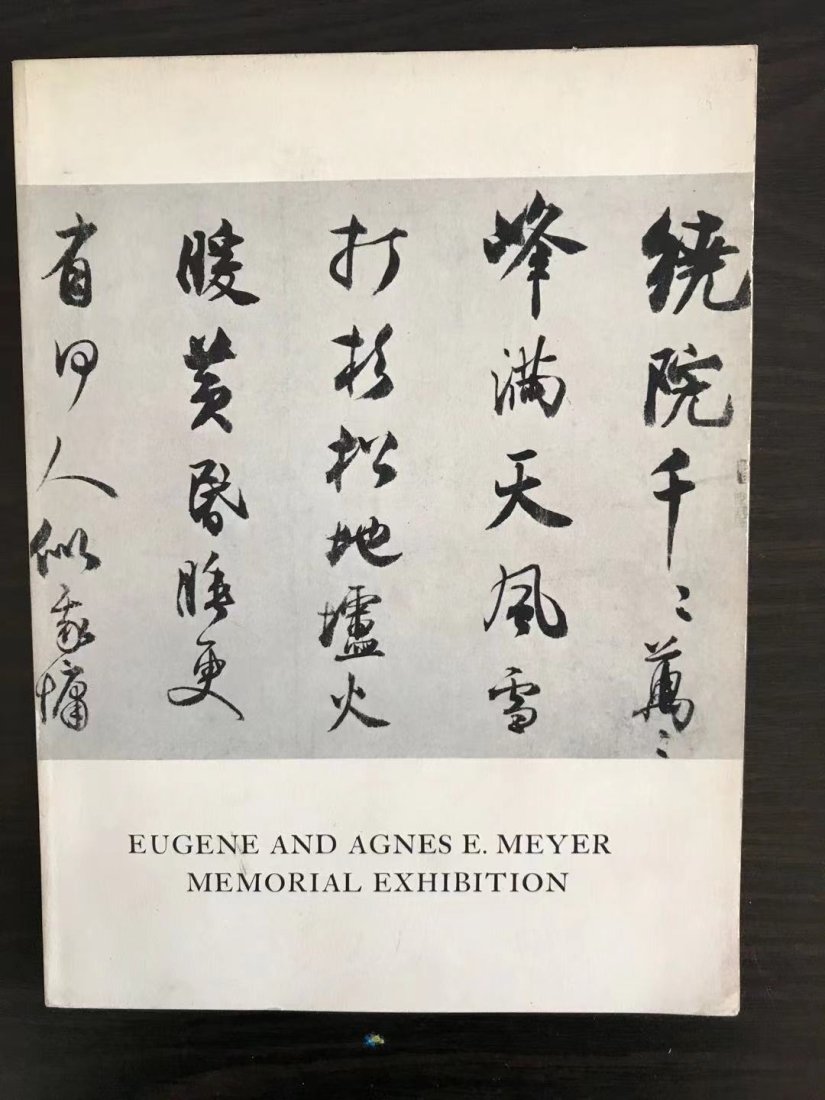 繞院千〻萬〻
峰滿天風雪
打杉松地爐火
暖黃昏睡更
有何人似我慵
EUGENE AND AGNES E. MEYER
MEMORIAL EXHIBITION